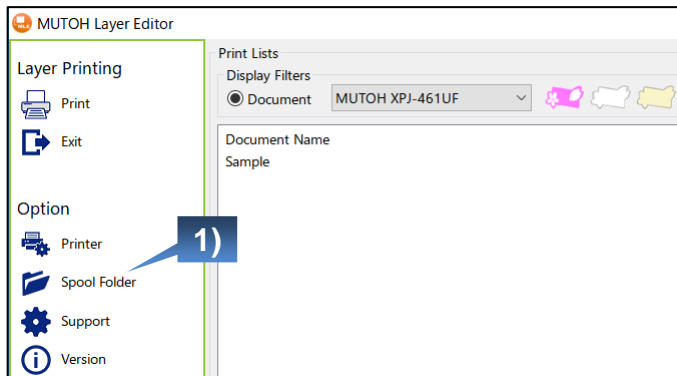 MUTOH Layer Editor
Layer Printing
Print
Exit
Option
Printer
Spool Folder
Support
Version
1)
Print Lists
Display Filters
Document
MUTOH XPJ-461UF
Document Name
Sample